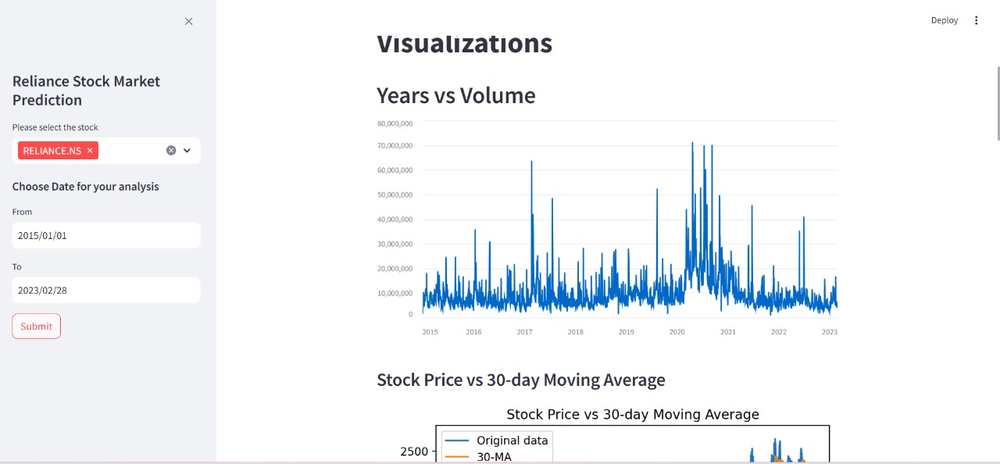 Deploy
Reliance Stock Market
Prediction
Please select the stock
RELIANCE.NS
Choose Date for your analysis
From
2015/01/01
To
2023/02/28
Submit
Visualizations
Years vs Volume
80,000,000
70,000,000
60,000,000
50,000,000
40,000,000
30,000,000
20,000,000
10,000,000
0
2015 2016 2017 2018 2019 2020 2021 2022 2023
Stock Price vs 30-day Moving Average
Stock Price vs 30-day Moving Average
Original data
30-MA
2500